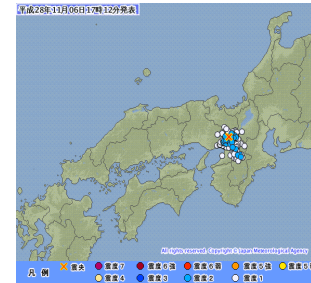 平成28年11月06日17時12分発表
All rights reserved. Copyright © Japan Meteorological Agency
凡 例 震央 震度7 震度6強 震度6弱 震度5強 震度5弱
震度4 震度3 震度2 震度1